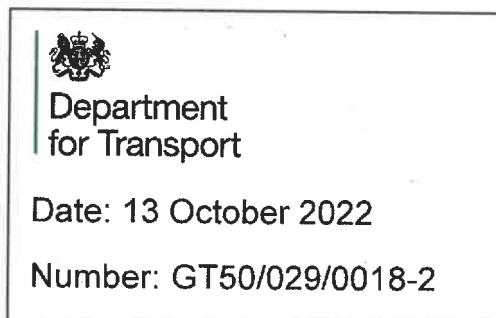 Department
for Transport
Date: 13 October 2022
Number: GT50/029/0018-2